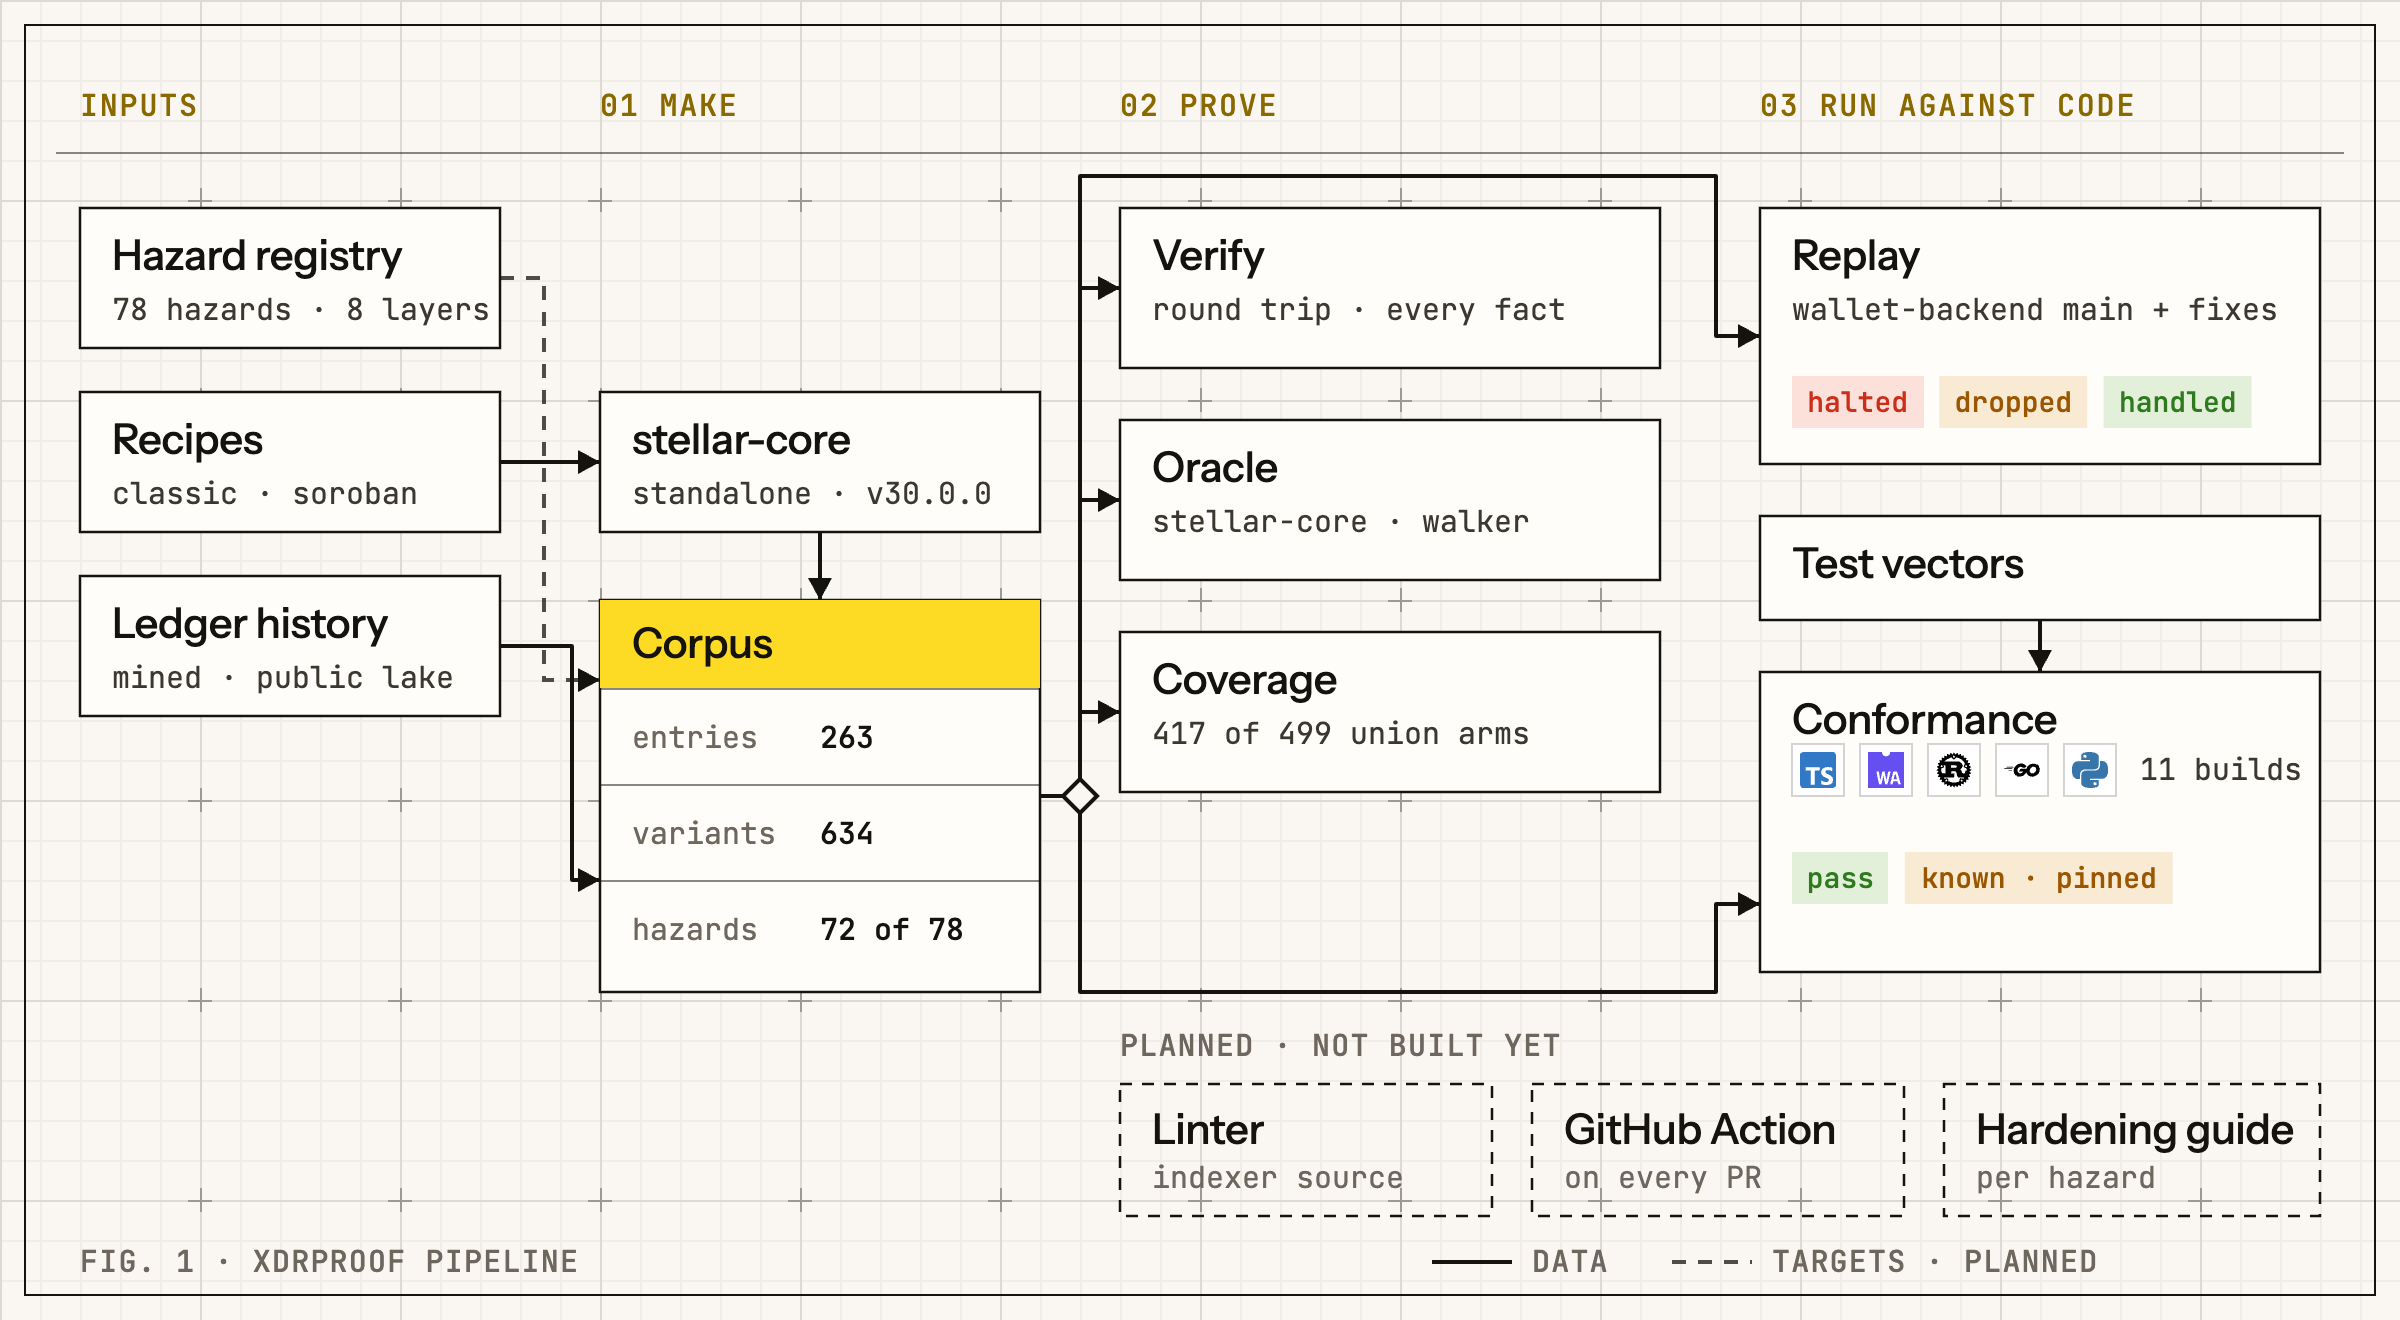 INPUTS
01 MAKE
02 PROVE
03 RUN AGAINST CODE
Hazard registry
78 hazards · 8 layers
Recipes
classic · soroban
Ledger history
mined · public lake
stellar-core
standalone · v30.0.0
Corpus
entries 263
variants 634
hazards 72 of 78
Verify
round trip · every fact
Oracle
stellar-core · walker
Coverage
417 of 499 union arms
Replay
wallet-backend main + fixes
halted dropped handled
Test vectors
Conformance
TS WA R GO 11 builds
pass known · pinned
PLANNED · NOT BUILT YET
Linter
indexer source
GitHub Action
on every PR
Hardening guide
per hazard
FIG. 1 · XDRPROOF PIPELINE
DATA
TARGETS · PLANNED